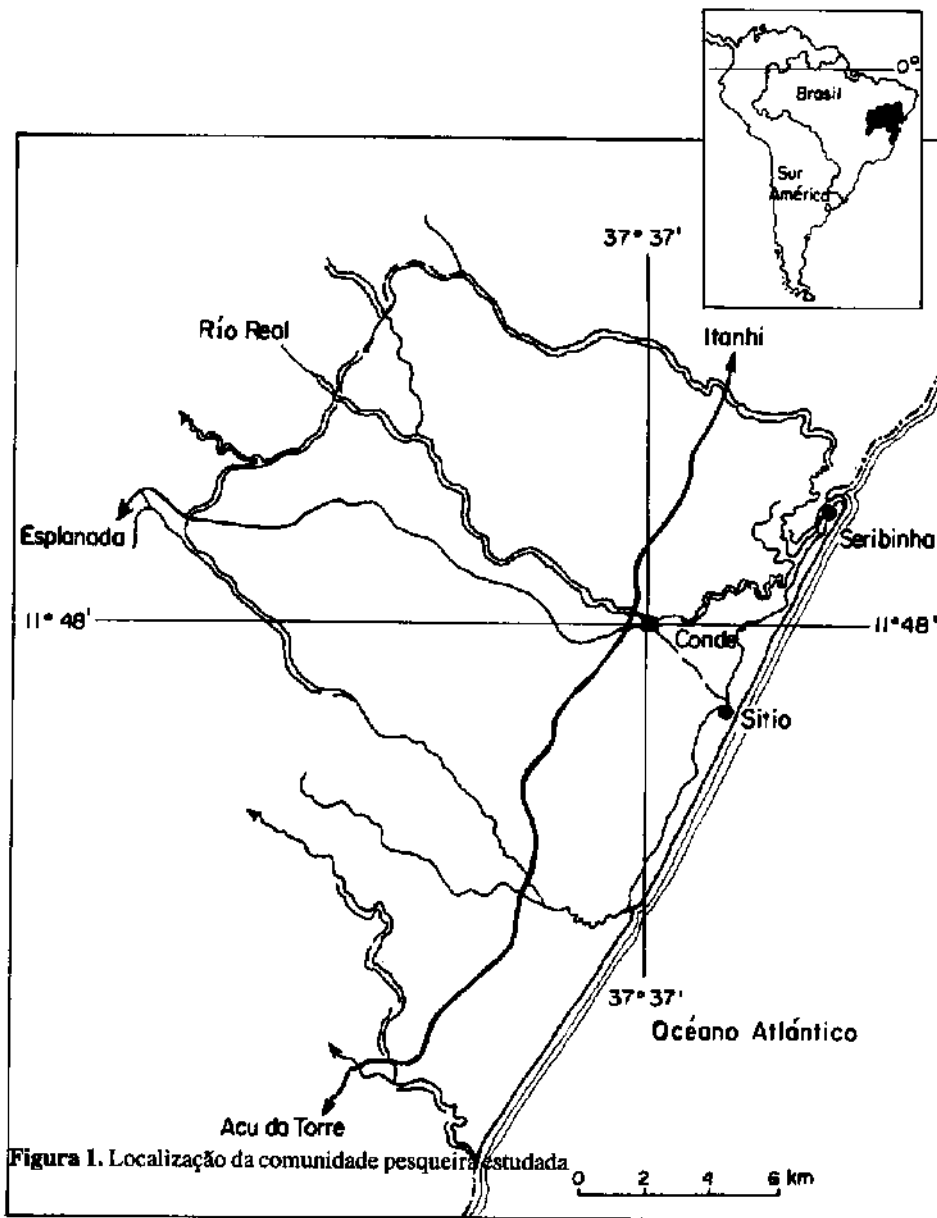 0°
Brasil
Sur
América
37° 37'
Río Real
Itanhi
Esplanada
Seribinha
11° 48'
11° 48'
Conde
Sitio
37° 37'
Océano Atlántico
Acu da Torre
Figura 1. Localização da comunidade pesqueira estudada
0 2 4 6 km